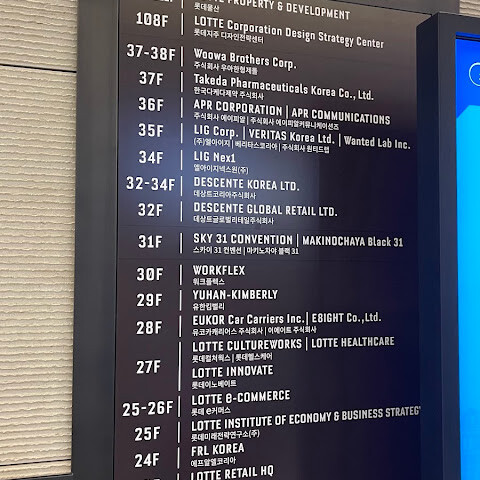 PROPERTY & DEVELOPMENT
롯데물산
108F LOTTE Corporation Design Strategy Center
롯데지주 디자인전략센터
37-38F Woowa Brothers Corp.
주식회사 우아한형제들
37F Takeda Pharmaceuticals Korea Co., Ltd.
한국다케다제약 주식회사
36F APR CORPORATION | APR COMMUNICATIONS
주식회사 에이피알 | 주식회사 에이피알커뮤니케이션즈
35F LIG Corp. | VERITAS Korea Ltd. | Wanted Lab Inc.
(주)엘아이지 | 베리타스코리아 | 주식회사 원티드랩
34F LIG Nex1
엘아이지넥스원(주)
32-34F DESCENTE KOREA LTD.
데상트코리아주식회사
32F DESCENTE GLOBAL RETAIL LTD.
데상트글로벌리테일주식회사
31F SKY 31 CONVENTION | MAKINOCHAYA Black 31
스카이 31 컨벤션 | 마키노차야 블랙 31
30F WORKFLEX
워크플렉스
29F YUHAN-KIMBERLY
유한킴벌리
28F EUKOR Car Carriers Inc. | E8IGHT Co., Ltd.
유코카캐리어스 주식회사 | 이에이트 주식회사
27F LOTTE CULTUREWORKS | LOTTE HEALTHCARE
롯데컬처웍스 | 롯데헬스케어
LOTTE INNOVATE
롯데이노베이트
25-26F LOTTE e-COMMERCE
롯데 e커머스
25F LOTTE INSTITUTE OF ECONOMY & BUSINESS STRATEGY
롯데미래전략연구소(주)
24F FRL KOREA
에프알엘코리아
LOTTE RETAIL HQ